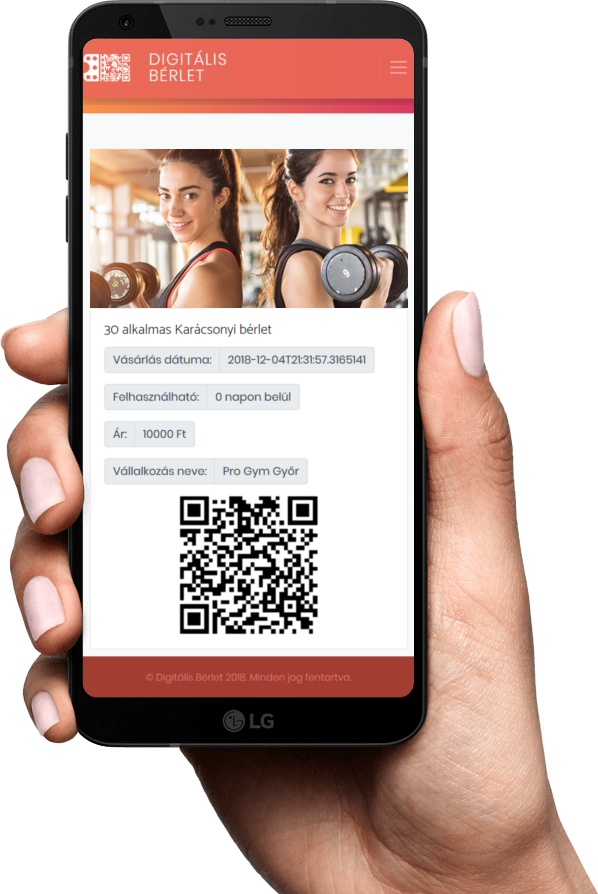 DIGITÁLIS
BÉRLET
30 alkalmas Karácsonyi bérlet
Vásárlás dátuma: 2018-12-04T21:31:57.3165141
Felhasználható: 0 napon belül
Ár: 10000 Ft
Vállalkozás neve: Pro Gym Győr
© Digitális Bérlet 2018. Minden jog fentartva.
LG